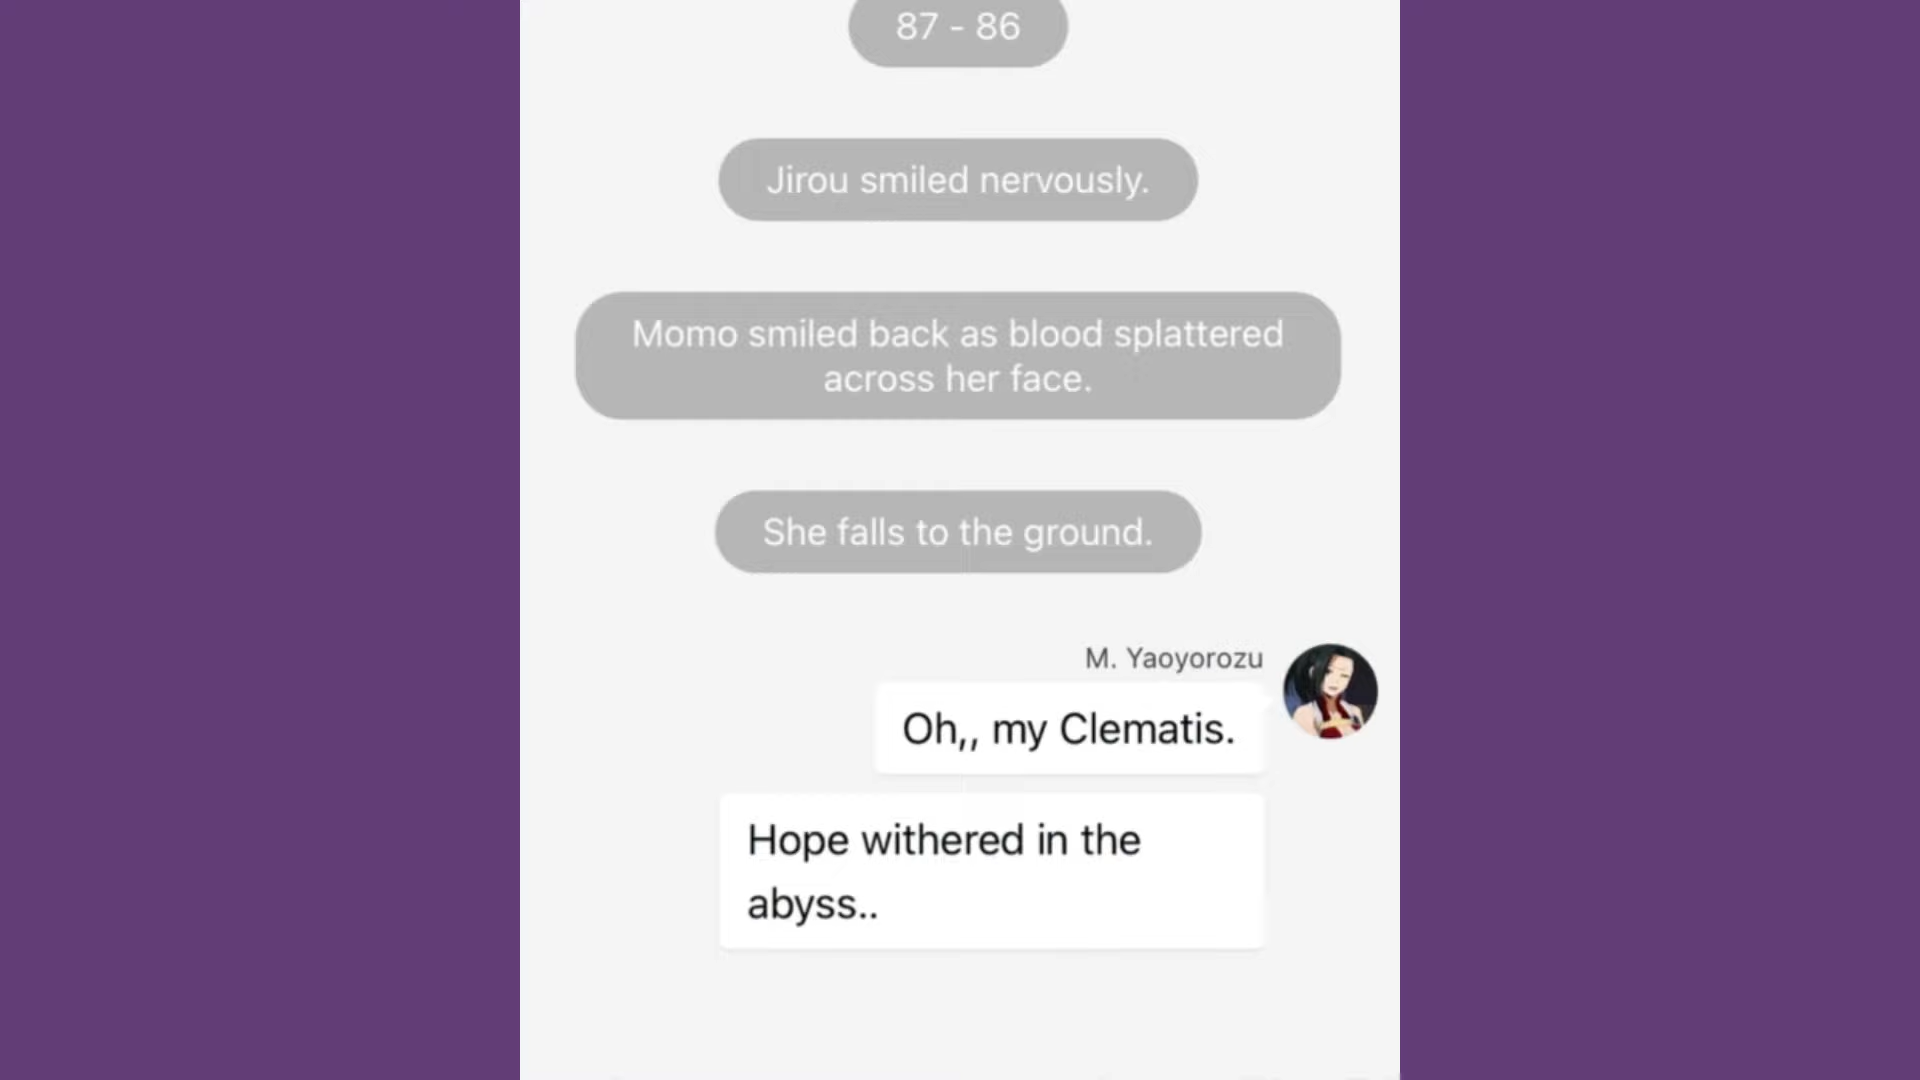 87 - 86
Jirou smiled nervously.
Momo smiled back as blood splattered
across her face.
She falls to the ground.
M. Yaoyorozu
Oh,, my Clematis.
Hope withered in the
abyss..